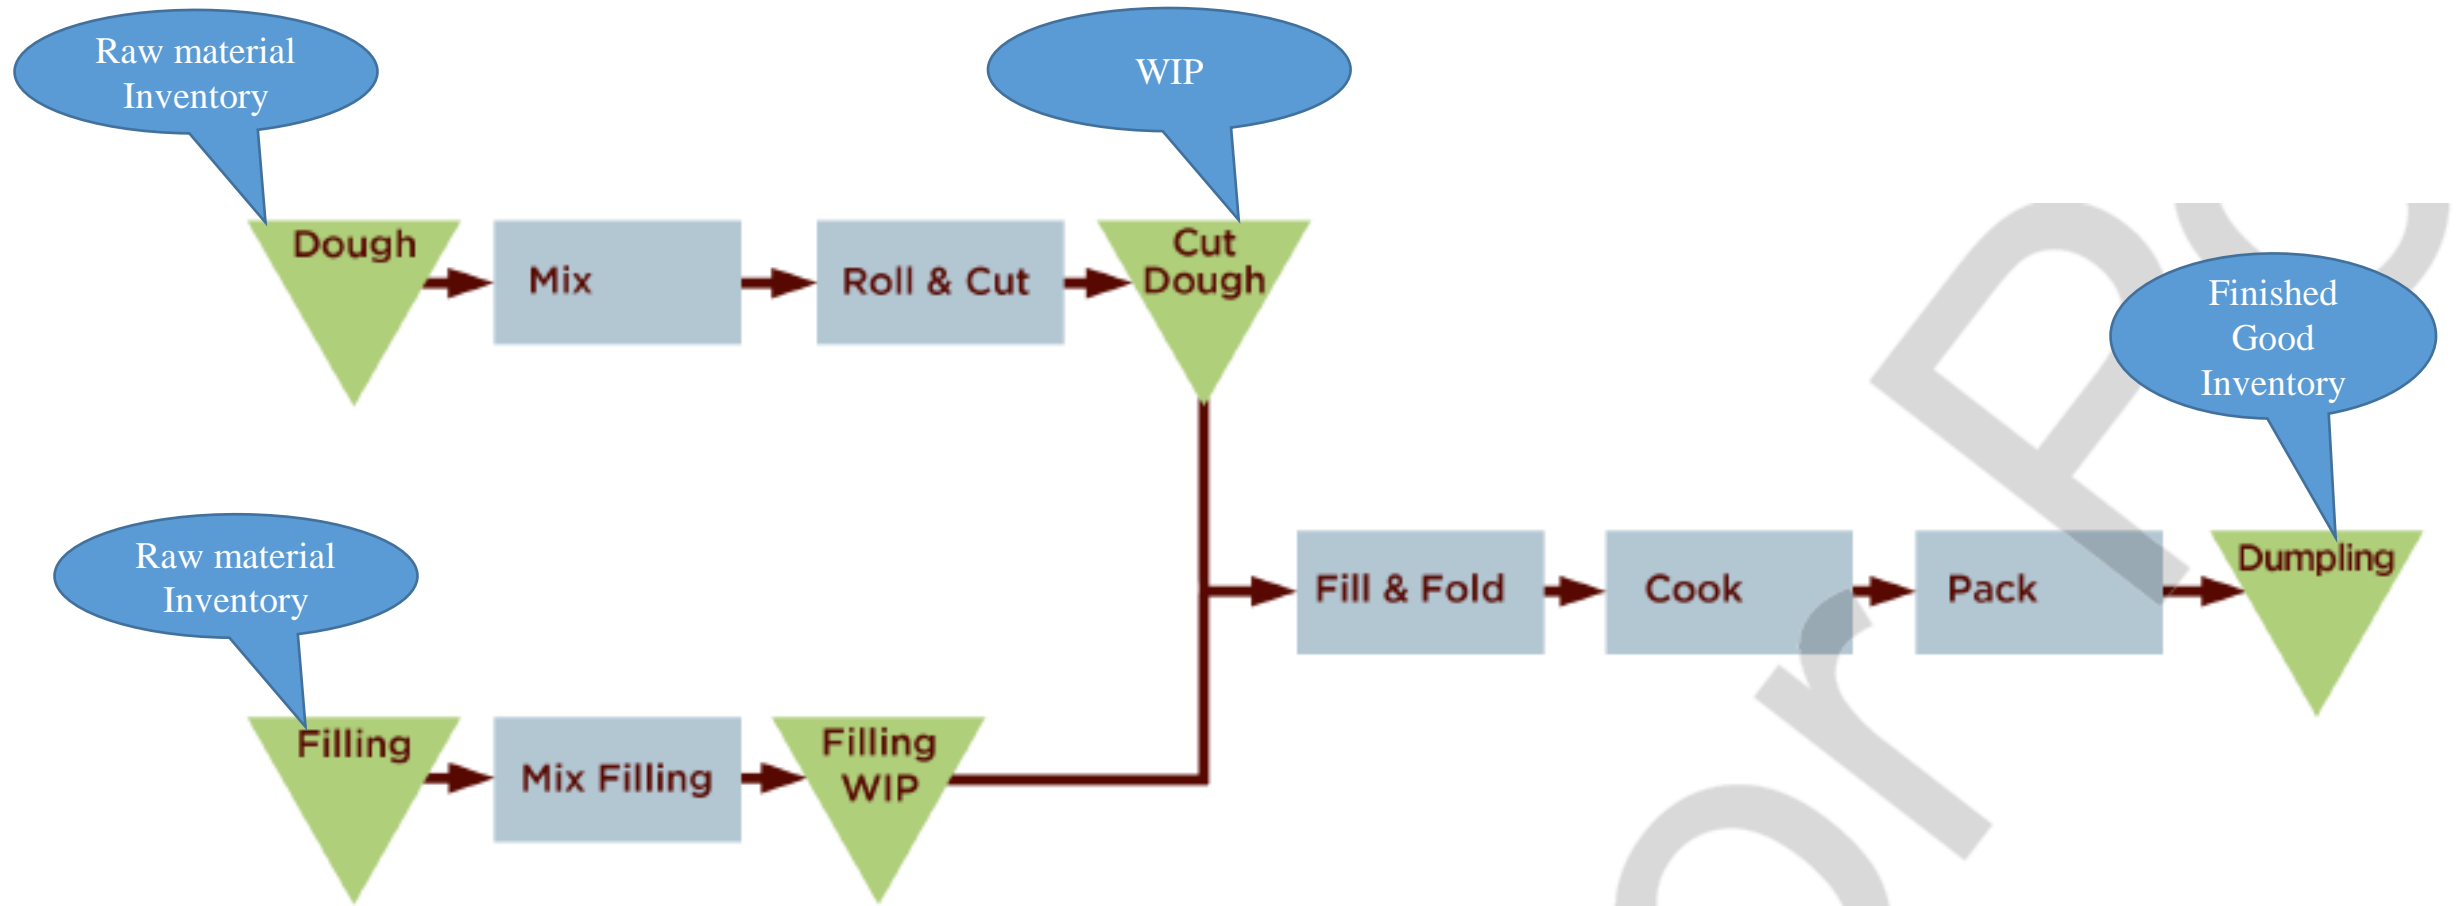 Raw material
Inventory
WIP
Dough
Mix
Roll & Cut
Cut
Dough
Finished
Good
Inventory
Raw material
Inventory
Fill & Fold
Cook
Pack
Dumpling
Filling
Mix Filling
Filling
WIP